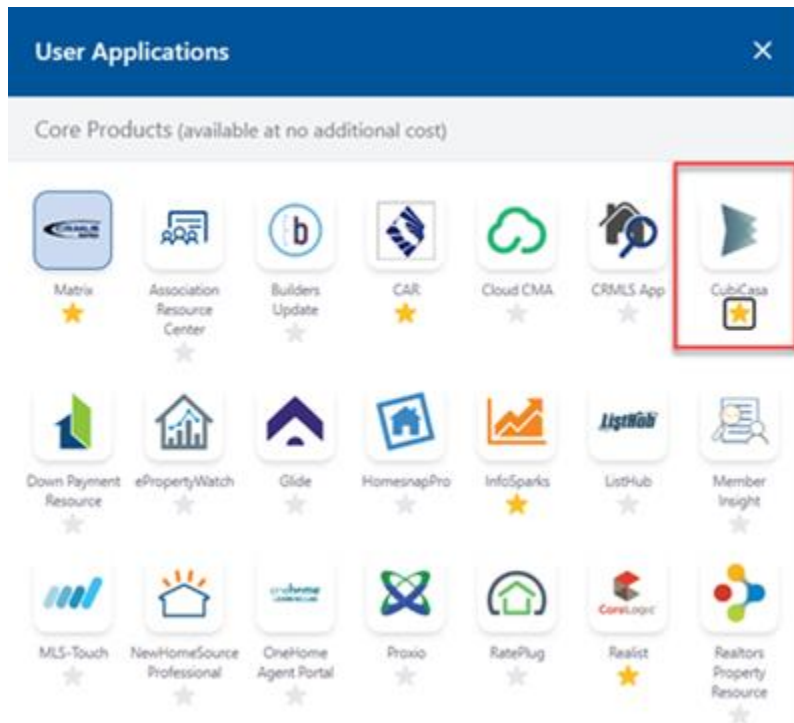 User Applications
Core Products (available at no additional cost)
Matrix
Association
Resource
Center
Builders
Update
CAR
Cloud CMA
CRMLS App
CubiCasa
b
Down Payment
Resource
ePropertyWatch
Glide
HomesnapPro
InfoSparks
ListHub
ListHub
Member
Insight
onehome
CoreLogic
MLS-Touch
NewHomeSource
Professional
OneHome
Agent Portal
Proxio
RatePlug
Realist
Realtors
Property
Resource